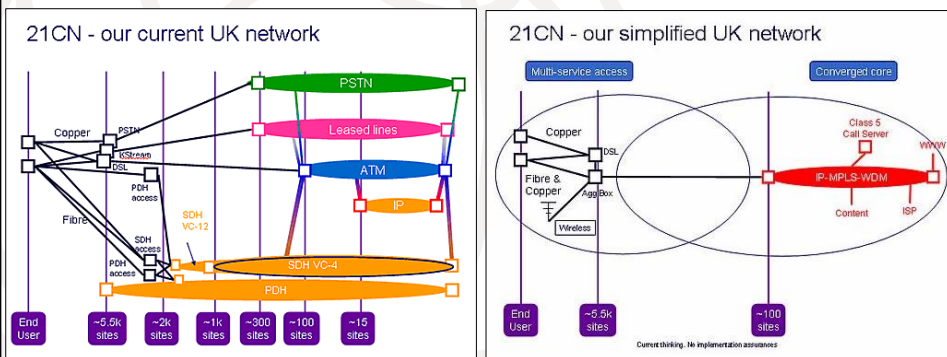 21CN - our current UK network
PSTN
Copper
PSTN
Leased lines
KStream
DSL
ATM
PDH
access
IP
Fibre
SDH
VC-12
SDH
access
PDH
access
SDH VC-4
PDH
End
User
~5.5k
sites
~2k
sites
~1k
sites
~300
sites
~100
sites
~15
sites
21CN - our simplified UK network
Multi-service access
Converged core
Class 5
Call Server
Copper
WWW
DSL
IP-MPLS-WDM
Fibre &
Copper
Agg Box
Wireless
Content
ISP
End
User
~5.5k
sites
~100
sites
Current thinking. No implementation assurances